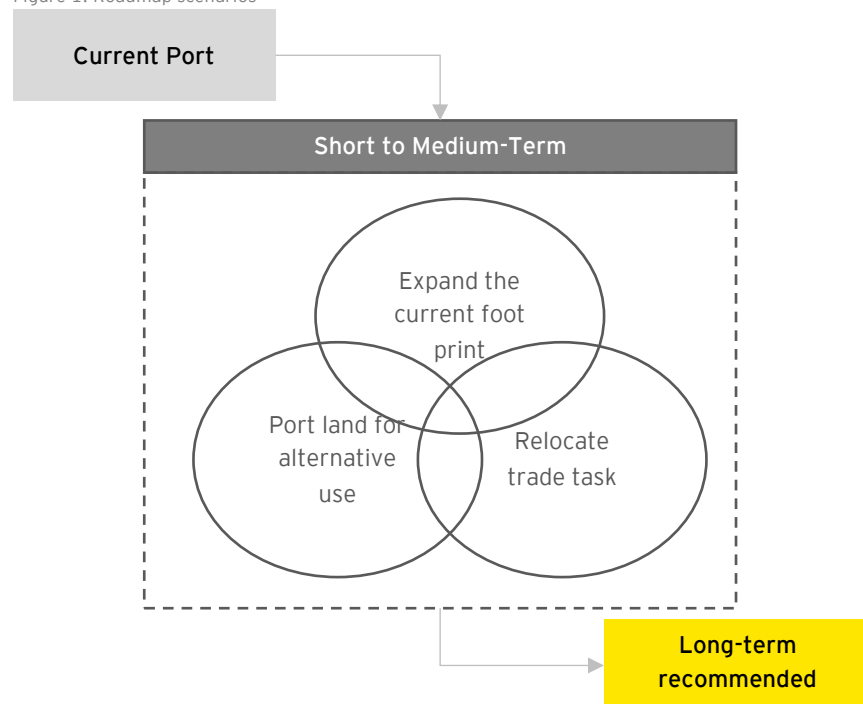 Figure 1: Roadmap scenarios
Current Port
Short to Medium-Term
Expand the
current foot
print
Port land for
alternative
use
Relocate
trade task
Long-term
recommended